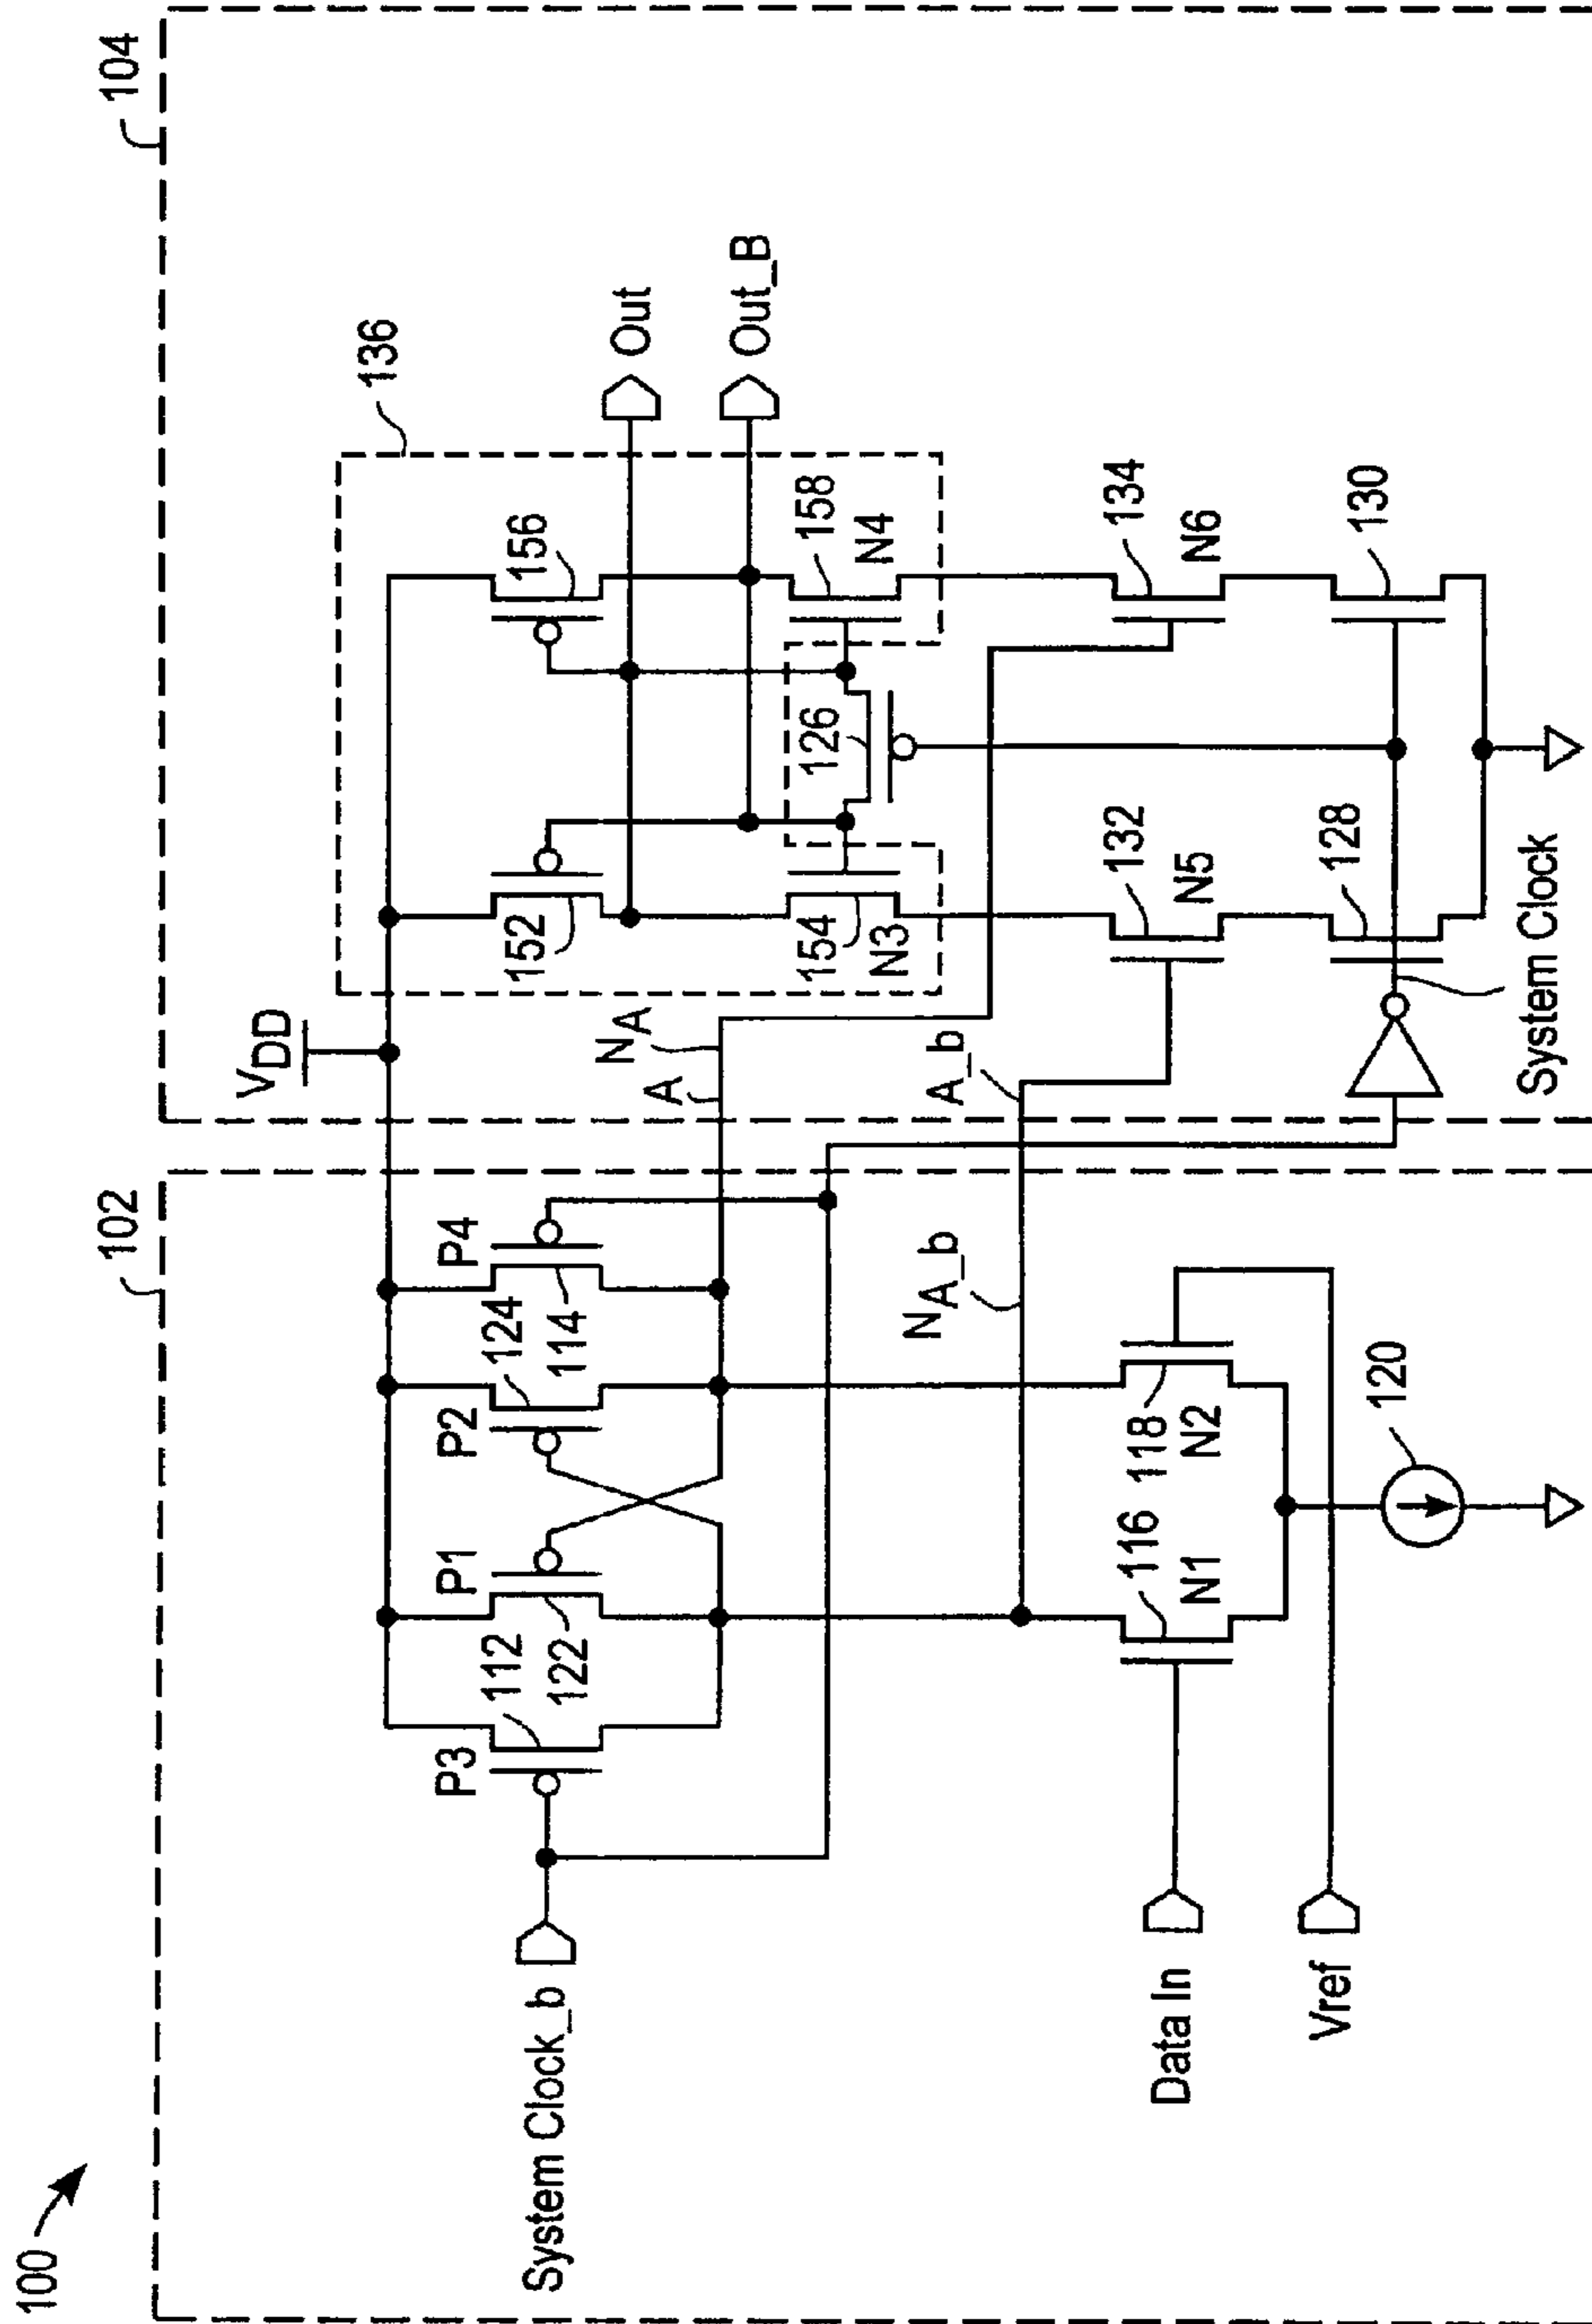 100
102
104
System Clock_b
P3
112
P1
122
P2
124
P4
114
VDD
A
NA
NA_b
A_b
136
152
156
Out
Out_B
154
N3
126
158
N4
116
N1
118
N2
132
N5
134
N6
Data In
Vref
120
128
130
System Clock